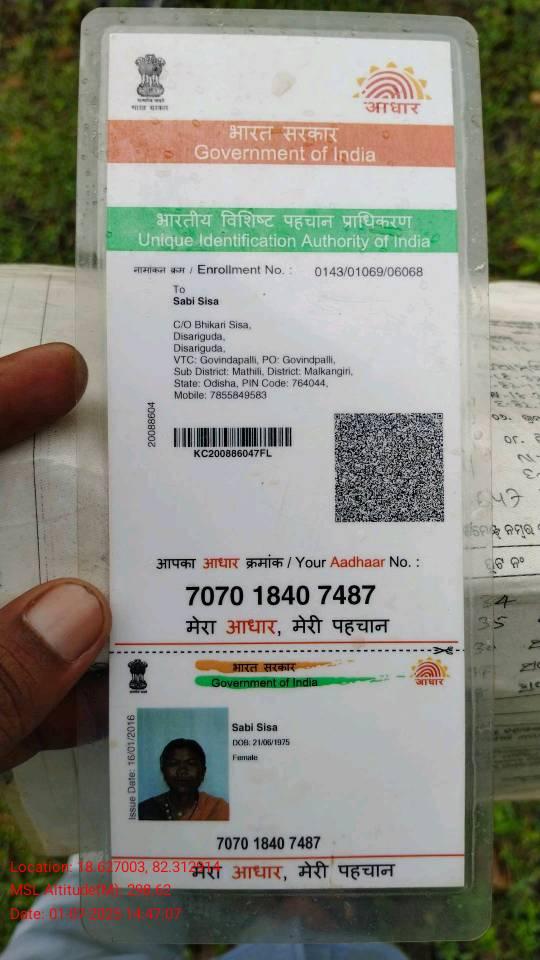 आधार
भारत सरकार
Government of India
भारतीय विशिष्ट पहचान प्राधिकरण
Unique Identification Authority of India
नामांकन क्रम / Enrollment No. : 0143/01069/06068
To
Sabi Sisa
C/O Bhikari Sisa,
Disariguda,
Disariguda,
VTC: Govindapalli, PO: Govindpalli,
Sub District: Mathili, District: Malkangiri,
State: Odisha, PIN Code: 764044,
Mobile: 7855849583
20088604
KC200886047FL
आपका आधार क्रमांक / Your Aadhaar No. :
7070 1840 7487
मेरा आधार, मेरी पहचान
भारत सरकार
Government of India
आधार
Issue Date: 16/01/2016
Sabi Sisa
DOB: 21/06/1975
Female
7070 1840 7487
मेरा आधार, मेरी पहचान
Location: 18.627003, 82.312914
MSL Altitude(M): 298.62
Date: 01-07-2025 14:47:07
34
35